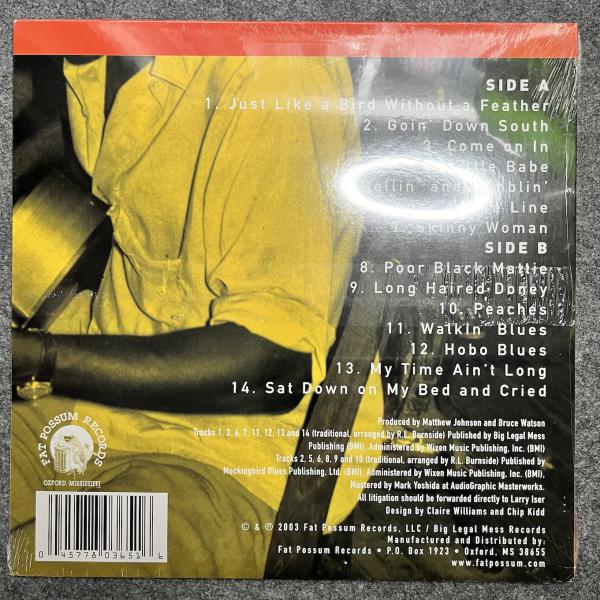 SIDE A
1. Just Like a Bird Without a Feather
2. Goin' Down South
3. Come on In
Babe
and
Line
7. Skinny Woman
SIDE B
8. Poor Black Mattie
9. Long Haired Doney
10. Peaches
11. Walkin' Blues
12. Hobo Blues
13. My Time Ain't Long
14. Sat Down on My Bed and Cried
Produced by Matthew Johnson and Bruce Watson
Tracks 1, 3, 4, 7, 11, 12, 13 and 14 (traditional, arranged by R.L. Burnside) Published by Big Legal Mess
Publishing (BMI), Administered by Wixen Music Publishing, Inc. (BMI)
Tracks 2, 5, 6, 8, 9 and 10 (traditional, arranged by R.L. Burnside) Published by
Mockingbird Blues Publishing, Ltd. (BMI), Administered by Wixen Music Publishing, Inc. (BMI)
Mastered by Mark Yoshida at AudioGraphic Masterworks.
All litigation should be forwarded directly to Larry Iser
Design by Claire Williams and Chip Kidd
© & ℗ 2003 Fat Possum Records, LLC / Big Legal Mess Records
Manufactured and Distributed by:
Fat Possum Records • P.O. Box 1923 • Oxford, MS 38655
www.fatpossum.com
FAT POSSUM RECORDS
OXFORD, MISSISSIPPI
0 45778 03651 6